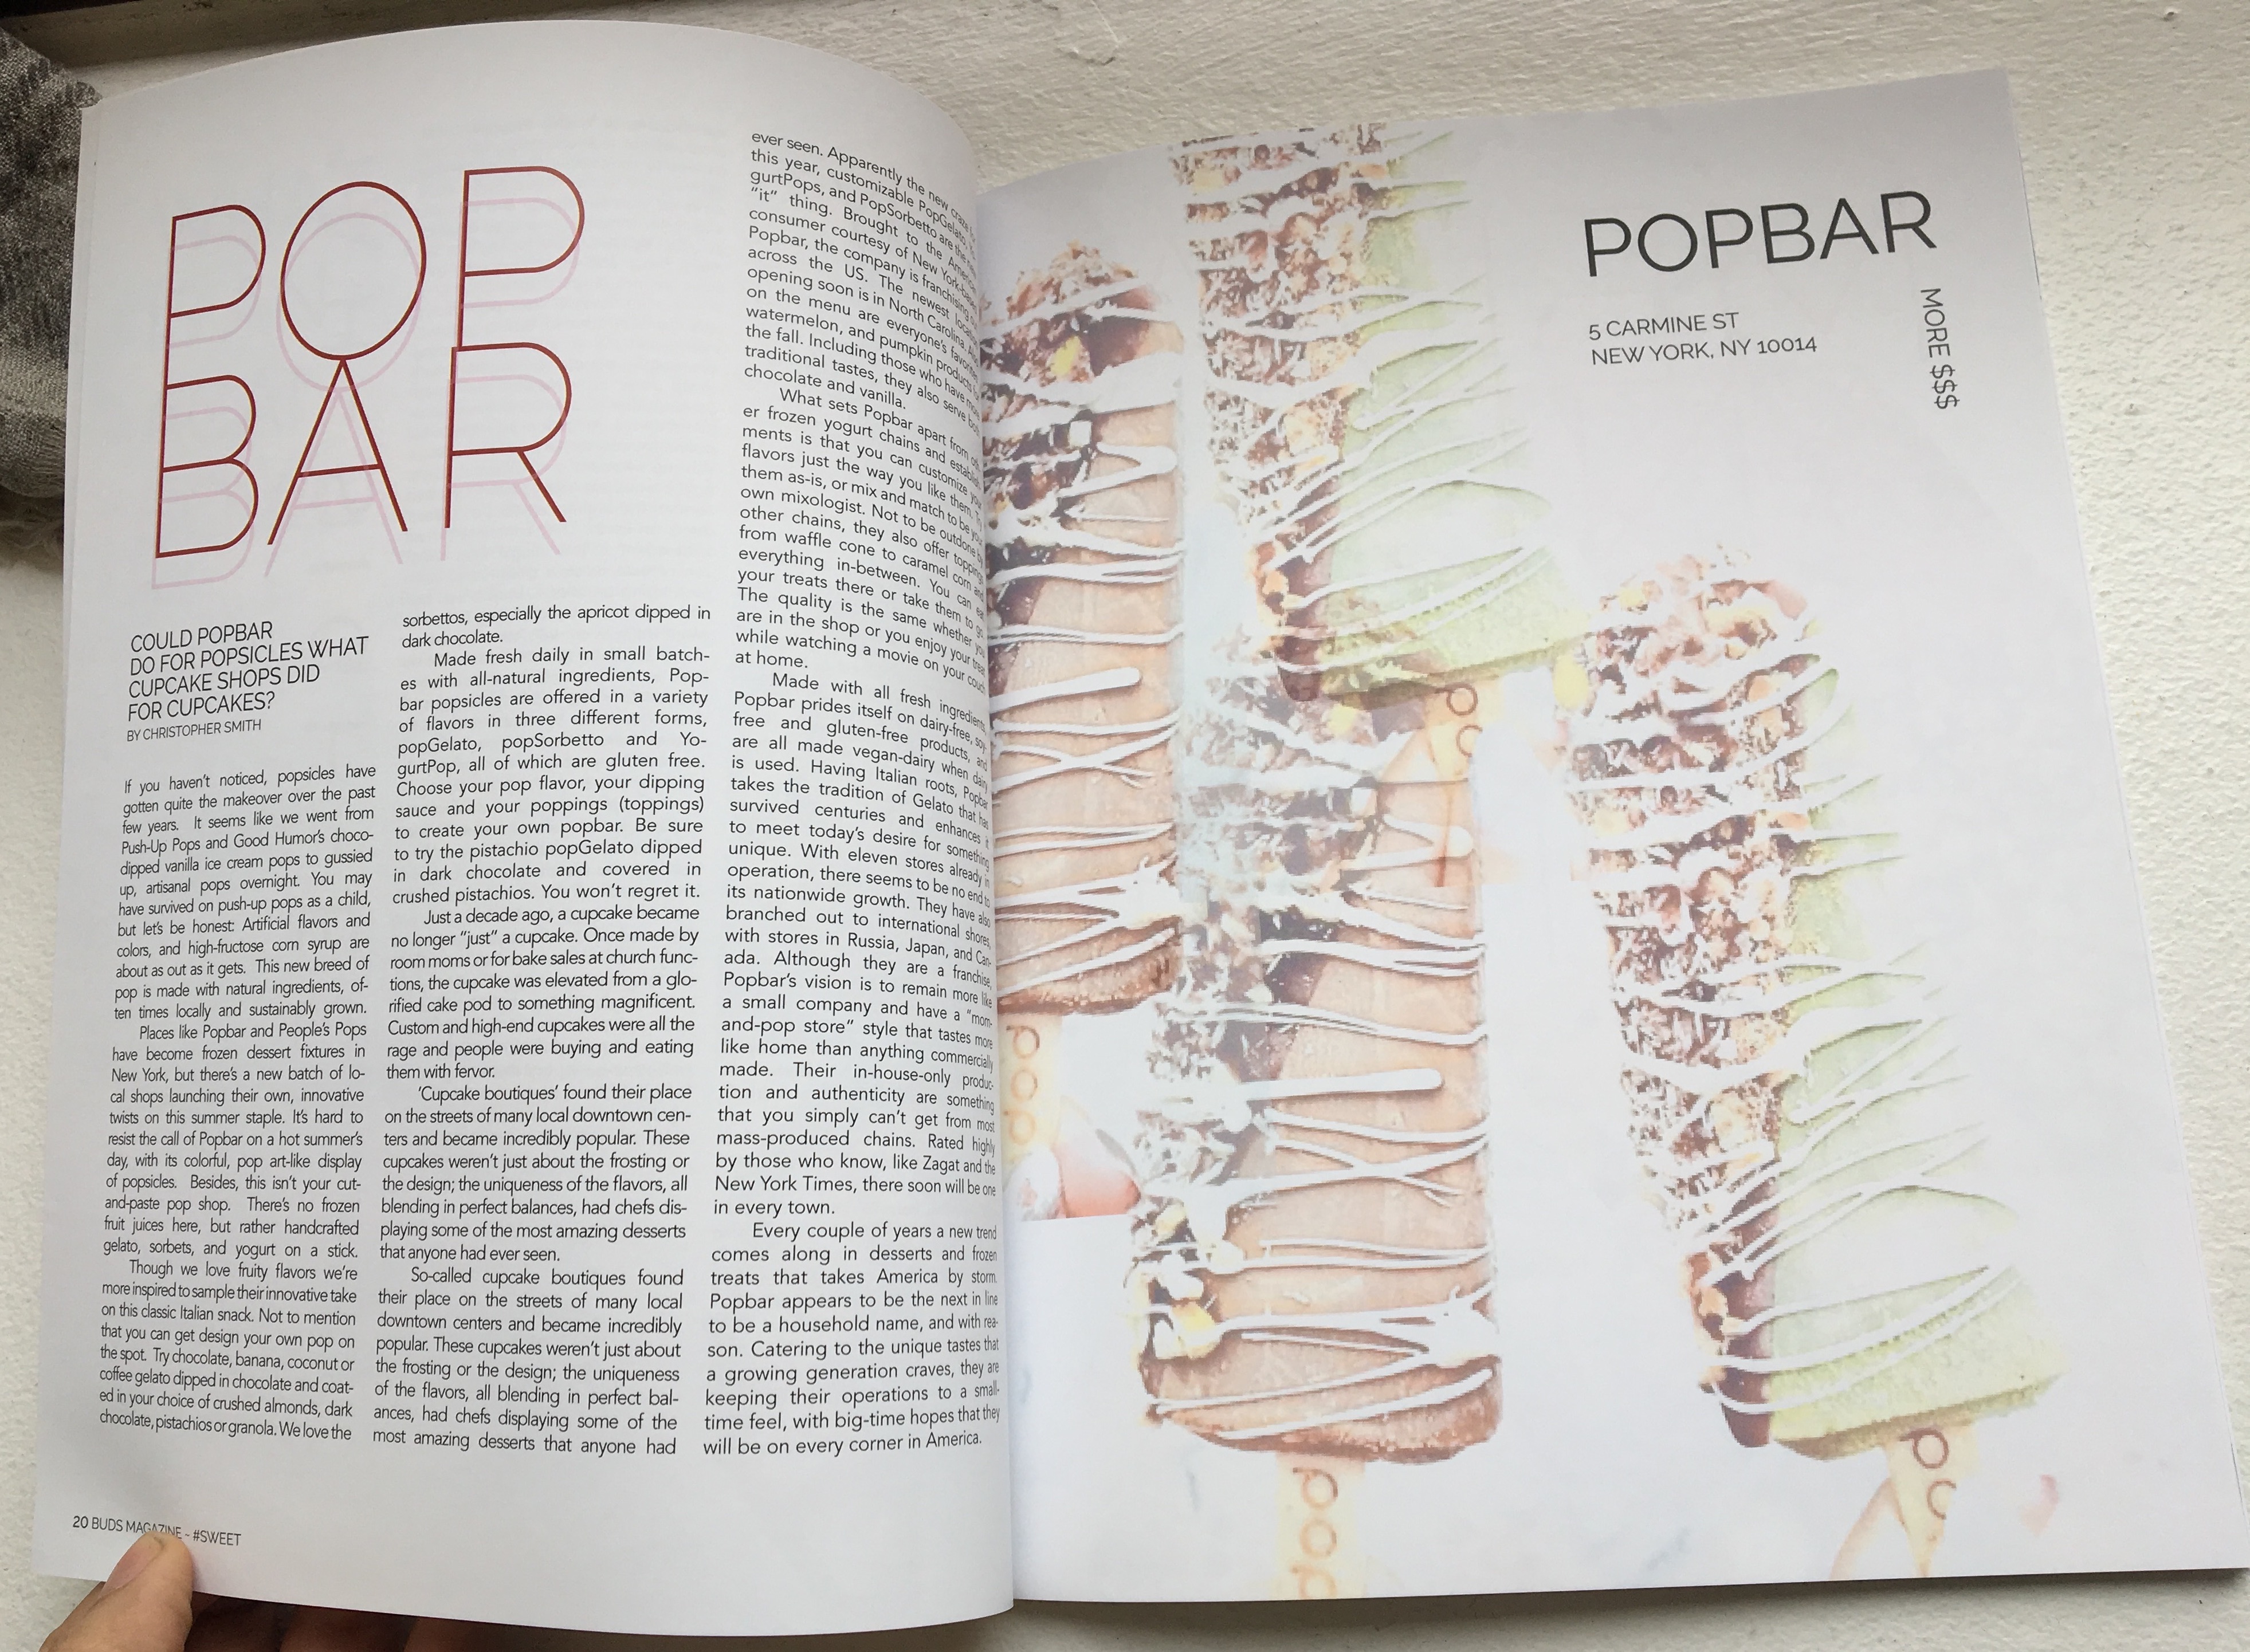 POP
BAR
COULD POPBAR
DO FOR POPSICLES WHAT
CUPCAKE SHOPS DID
FOR CUPCAKES?
BY CHRISTOPHER SMITH
If you haven't noticed, popsicles have
gotten quite the makeover over the past
few years. It seems like we went from
Push-Up Pops and Good Humor's choco-
dipped vanilla ice cream pops to gussied
up, artisanal pops overnight. You may
have survived on push-up pops as a child,
but let's be honest: Artificial flavors and
colors, and high-fructose corn syrup are
about as out as it gets. This new breed of
pop is made with natural ingredients, of-
ten times locally and sustainably grown.
Places like Popbar and People's Pops
have become frozen dessert fixtures in
New York, but there's a new batch of lo-
cal shops launching their own, innovative
twists on this summer staple. It's hard to
resist the call of Popbar on a hot summer's
day, with its colorful, pop art-like display
of popsicles. Besides, this isn't your cut-
and-paste pop shop. There's no frozen
fruit juices here, but rather handcrafted
gelato, sorbets, and yogurt on a stick.
Though we love fruity flavors we're
more inspired to sample their innovative take
on this classic Italian snack. Not to mention
that you can get design your own pop on
the spot. Try chocolate, banana, coconut or
coffee gelato dipped in chocolate and coat-
ed in your choice of crushed almonds, dark
chocolate, pistachios or granola. We love the
sorbettos, especially the apricot dipped in
dark chocolate.
Made fresh daily in small batch-
es with all-natural ingredients, Pop-
bar popsicles are offered in a variety
of flavors in three different forms,
popGelato, popSorbetto and Yo-
gurtPop, all of which are gluten free.
Choose your pop flavor, your dipping
sauce and your poppings (toppings)
to create your own popbar. Be sure
to try the pistachio popGelato dipped
in dark chocolate and covered in
crushed pistachios. You won't regret it.
Just a decade ago, a cupcake became
no longer "just" a cupcake. Once made by
room moms or for bake sales at church func-
tions, the cupcake was elevated from a glo-
rified cake pod to something magnificent.
Custom and high-end cupcakes were all the
rage and people were buying and eating
them with fervor.
'Cupcake boutiques' found their place
on the streets of many local downtown cen-
ters and became incredibly popular. These
cupcakes weren't just about the frosting or
the design; the uniqueness of the flavors, all
blending in perfect balances, had chefs dis-
playing some of the most amazing desserts
that anyone had ever seen.
So-called cupcake boutiques found
their place on the streets of many local
downtown centers and became incredibly
popular. These cupcakes weren't just about
the frosting or the design; the uniqueness
of the flavors, all blending in perfect bal-
ances, had chefs displaying some of the
most amazing desserts that anyone had
ever seen. Apparently the new craze
this year, customizable PopGelato,
gurtPops, and PopSorbetto are the
"it" thing. Brought to the American
consumer courtesy of New York-based
Popbar, the company is franchising
across the US. The newest
opening soon is in North Carolina.
on the menu are everyone's favorites
watermelon, and pumpkin products
the fall. Including those who have more
traditional tastes, they also serve both
chocolate and vanilla.
What sets Popbar apart from oth-
er frozen yogurt chains and establish-
ments is that you can customize your
flavors just the way you like them. Try
them as-is, or mix and match to be your
own mixologist. Not to be outdone by
other chains, they also offer toppings
from waffle cone to caramel corn and
everything in-between. You can eat
your treats there or take them to go.
The quality is the same whether you
are in the shop or you enjoy your treat
while watching a movie on your couch
at home.
Made with all fresh ingredients,
Popbar prides itself on dairy-free, soy-
free and gluten-free products, and
are all made vegan-dairy when dairy
is used. Having Italian roots, Popbar
takes the tradition of Gelato that has
survived centuries and enhances it
to meet today's desire for something
unique. With eleven stores already in
operation, there seems to be no end to
its nationwide growth. They have also
branched out to international shores,
with stores in Russia, Japan, and Can-
ada. Although they are a franchise,
Popbar's vision is to remain more like
a small company and have a "mom-
and-pop store" style that tastes more
like home than anything commercially
made. Their in-house-only produc-
tion and authenticity are something
that you simply can't get from most
mass-produced chains. Rated highly
by those who know, like Zagat and the
New York Times, there soon will be one
in every town.
Every couple of years a new trend
comes along in desserts and frozen
treats that takes America by storm.
Popbar appears to be the next in line
to be a household name, and with rea-
son. Catering to the unique tastes that
a growing generation craves, they are
keeping their operations to a small-
time feel, with big-time hopes that they
will be on every corner in America.
20 BUDS MAGAZINE - #SWEET
POPBAR
5 CARMINE ST
NEW YORK, NY 10014
MORE $$$
pop
pop